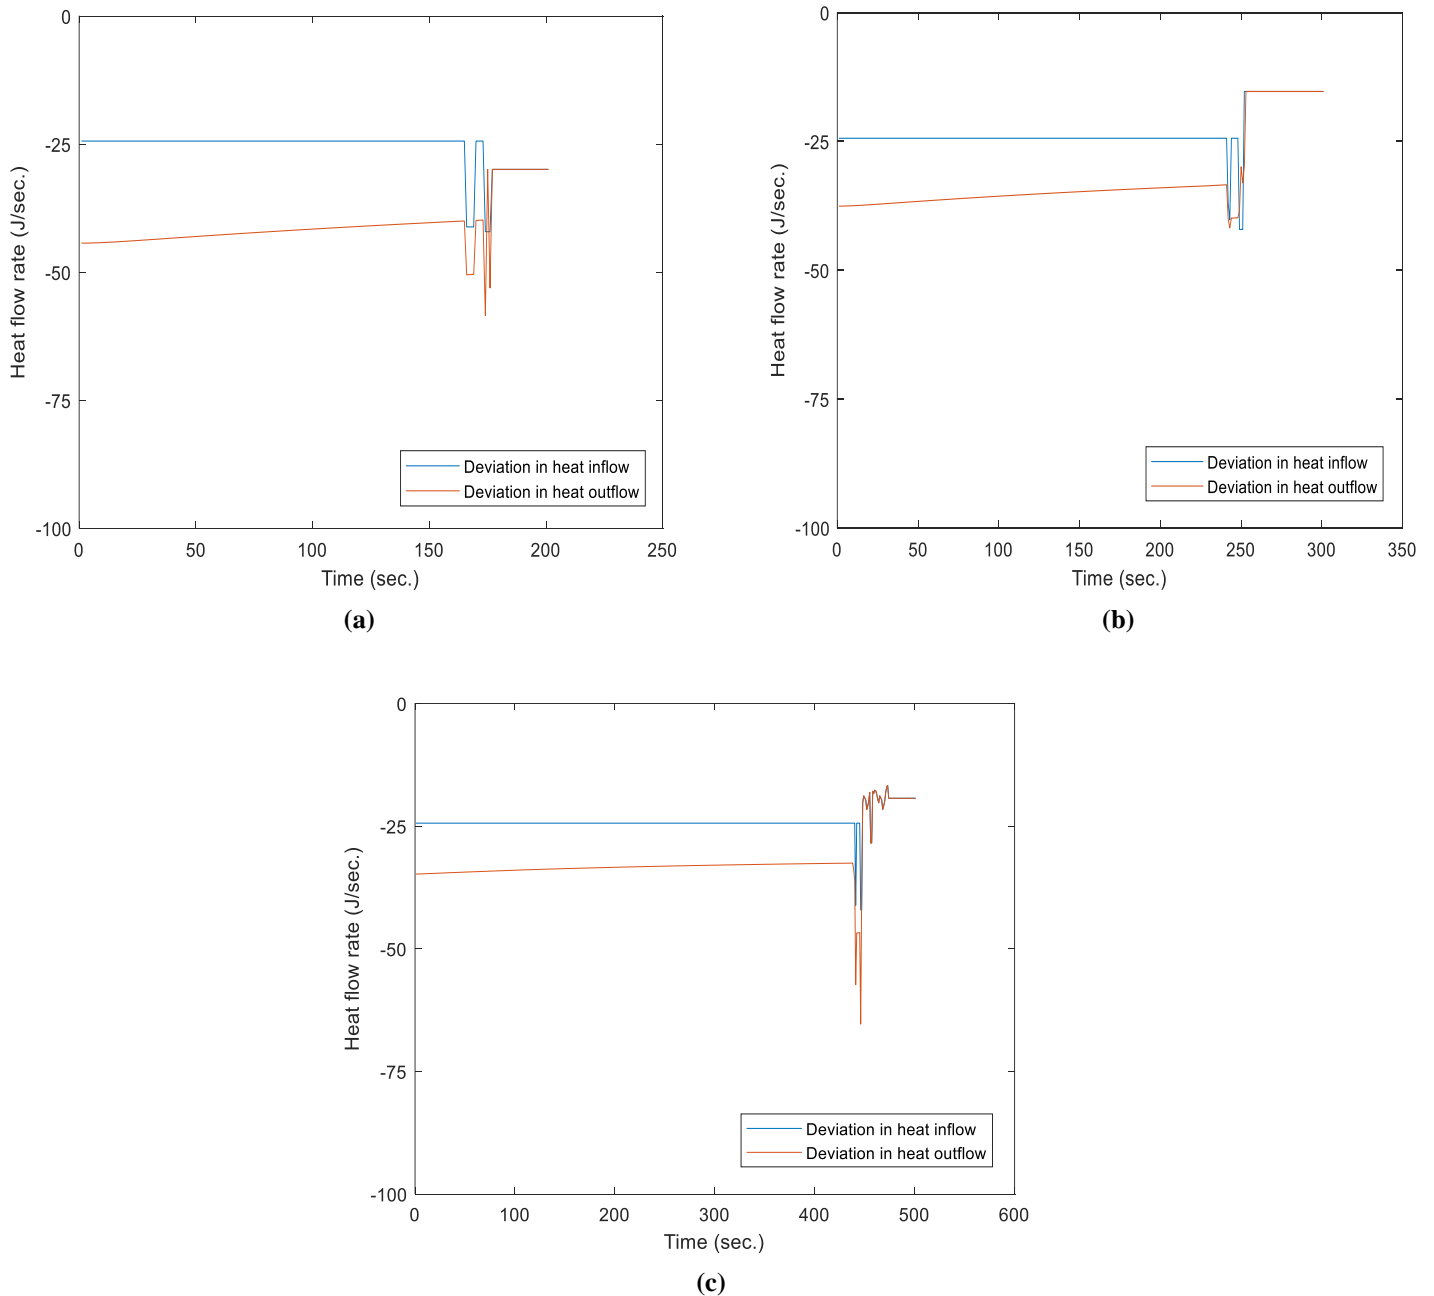 0
-25
-50
-75
-100
Heat flow rate (J/sec.)
0 50 100 150 200 250
Time (sec.)
Deviation in heat inflow
Deviation in heat outflow
(a)
0
-25
-50
-75
-100
Heat flow rate (J/sec.)
0 50 100 150 200 250 300 350
Time (sec.)
Deviation in heat inflow
Deviation in heat outflow
(b)
0
-25
-50
-75
-100
Heat flow rate (J/sec.)
0 100 200 300 400 500 600
Time (sec.)
Deviation in heat inflow
Deviation in heat outflow
(c)